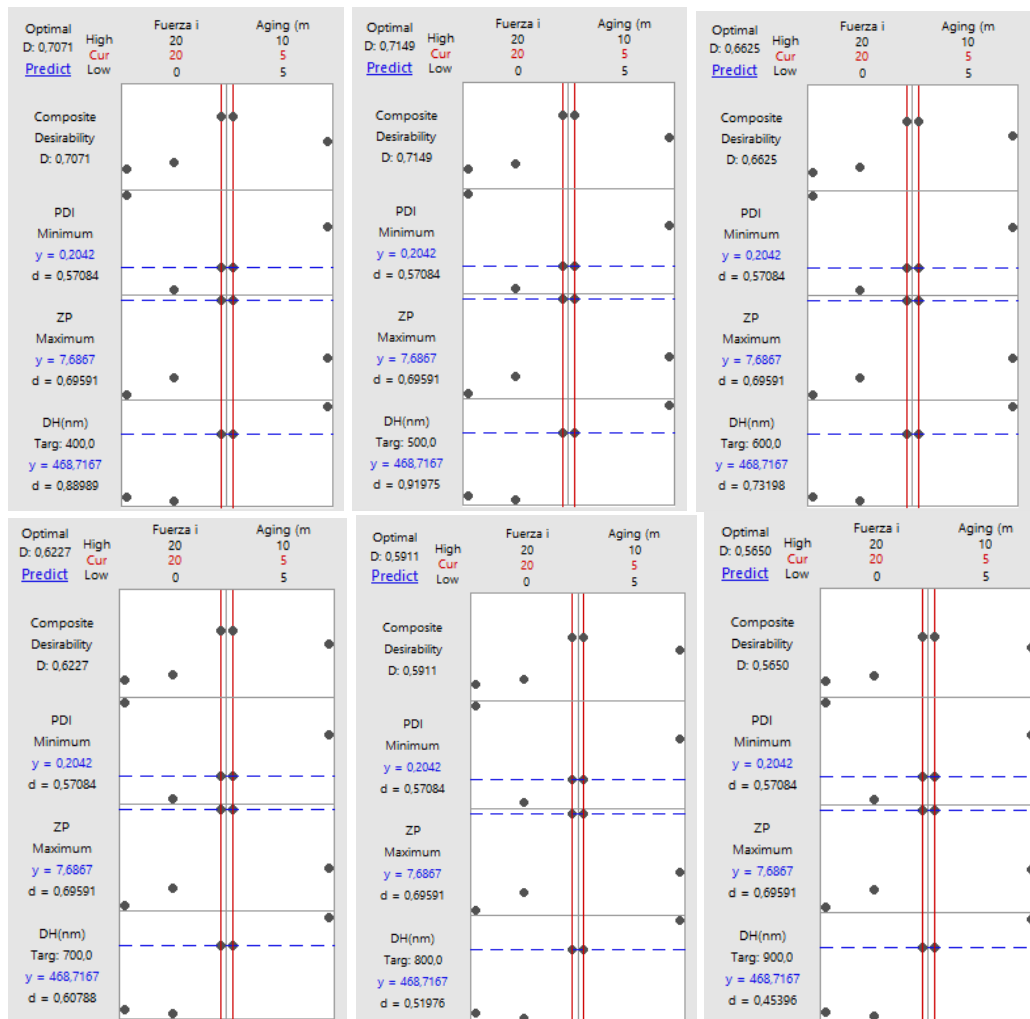 Optimal
D: 0,7071
Predict
High
Cur
Low
Fuerza i
20
20
0
Aging (m
10
5
5
Composite
Desirability
D: 0,7071
PDI
Minimum
y = 0,2042
d = 0,57084
ZP
Maximum
y = 7,6867
d = 0,69591
DH(nm)
Targ: 400,0
y = 468,7167
d = 0,88989
Optimal
D: 0,7149
Predict
High
Cur
Low
Fuerza i
20
20
0
Aging (m
10
5
5
Composite
Desirability
D: 0,7149
PDI
Minimum
y = 0,2042
d = 0,57084
ZP
Maximum
y = 7,6867
d = 0,69591
DH(nm)
Targ: 500,0
y = 468,7167
d = 0,91975
Optimal
D: 0,6625
Predict
High
Cur
Low
Fuerza i
20
20
0
Aging (m
10
5
5
Composite
Desirability
D: 0,6625
PDI
Minimum
y = 0,2042
d = 0,57084
ZP
Maximum
y = 7,6867
d = 0,69591
DH(nm)
Targ: 600,0
y = 468,7167
d = 0,73198
Optimal
D: 0,6227
Predict
High
Cur
Low
Fuerza i
20
20
0
Aging (m
10
5
5
Composite
Desirability
D: 0,6227
PDI
Minimum
y = 0,2042
d = 0,57084
ZP
Maximum
y = 7,6867
d = 0,69591
DH(nm)
Targ: 700,0
y = 468,7167
d = 0,60788
Optimal
D: 0,5911
Predict
High
Cur
Low
Fuerza i
20
20
0
Aging (m
10
5
5
Composite
Desirability
D: 0,5911
PDI
Minimum
y = 0,2042
d = 0,57084
ZP
Maximum
y = 7,6867
d = 0,69591
DH(nm)
Targ: 800,0
y = 468,7167
d = 0,51976
Optimal
D: 0,5650
Predict
High
Cur
Low
Fuerza i
20
20
0
Aging (m
10
5
5
Composite
Desirability
D: 0,5650
PDI
Minimum
y = 0,2042
d = 0,57084
ZP
Maximum
y = 7,6867
d = 0,69591
DH(nm)
Targ: 900,0
y = 468,7167
d = 0,45396